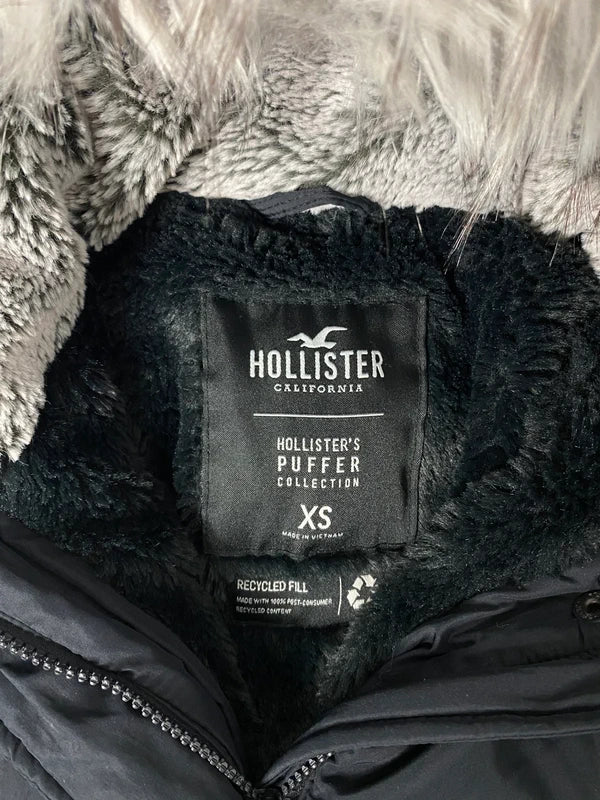 HOLLISTER
CALIFORNIA
HOLLISTER'S
PUFFER
COLLECTION
XS
MADE IN VIETNAM
RECYCLED FILL
MADE WITH 100% POST-CONSUMER
RECYCLED CONTENT